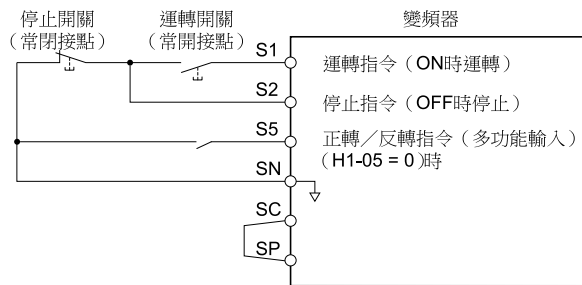 停止開關
（常閉接點）
運轉開關
（常開接點）
變頻器
S1
運轉指令（ON時運轉）
S2
停止指令（OFF時停止）
S5
正轉／反轉指令（多功能輸入）
（H1-05 = 0）時
SN
SC
SP